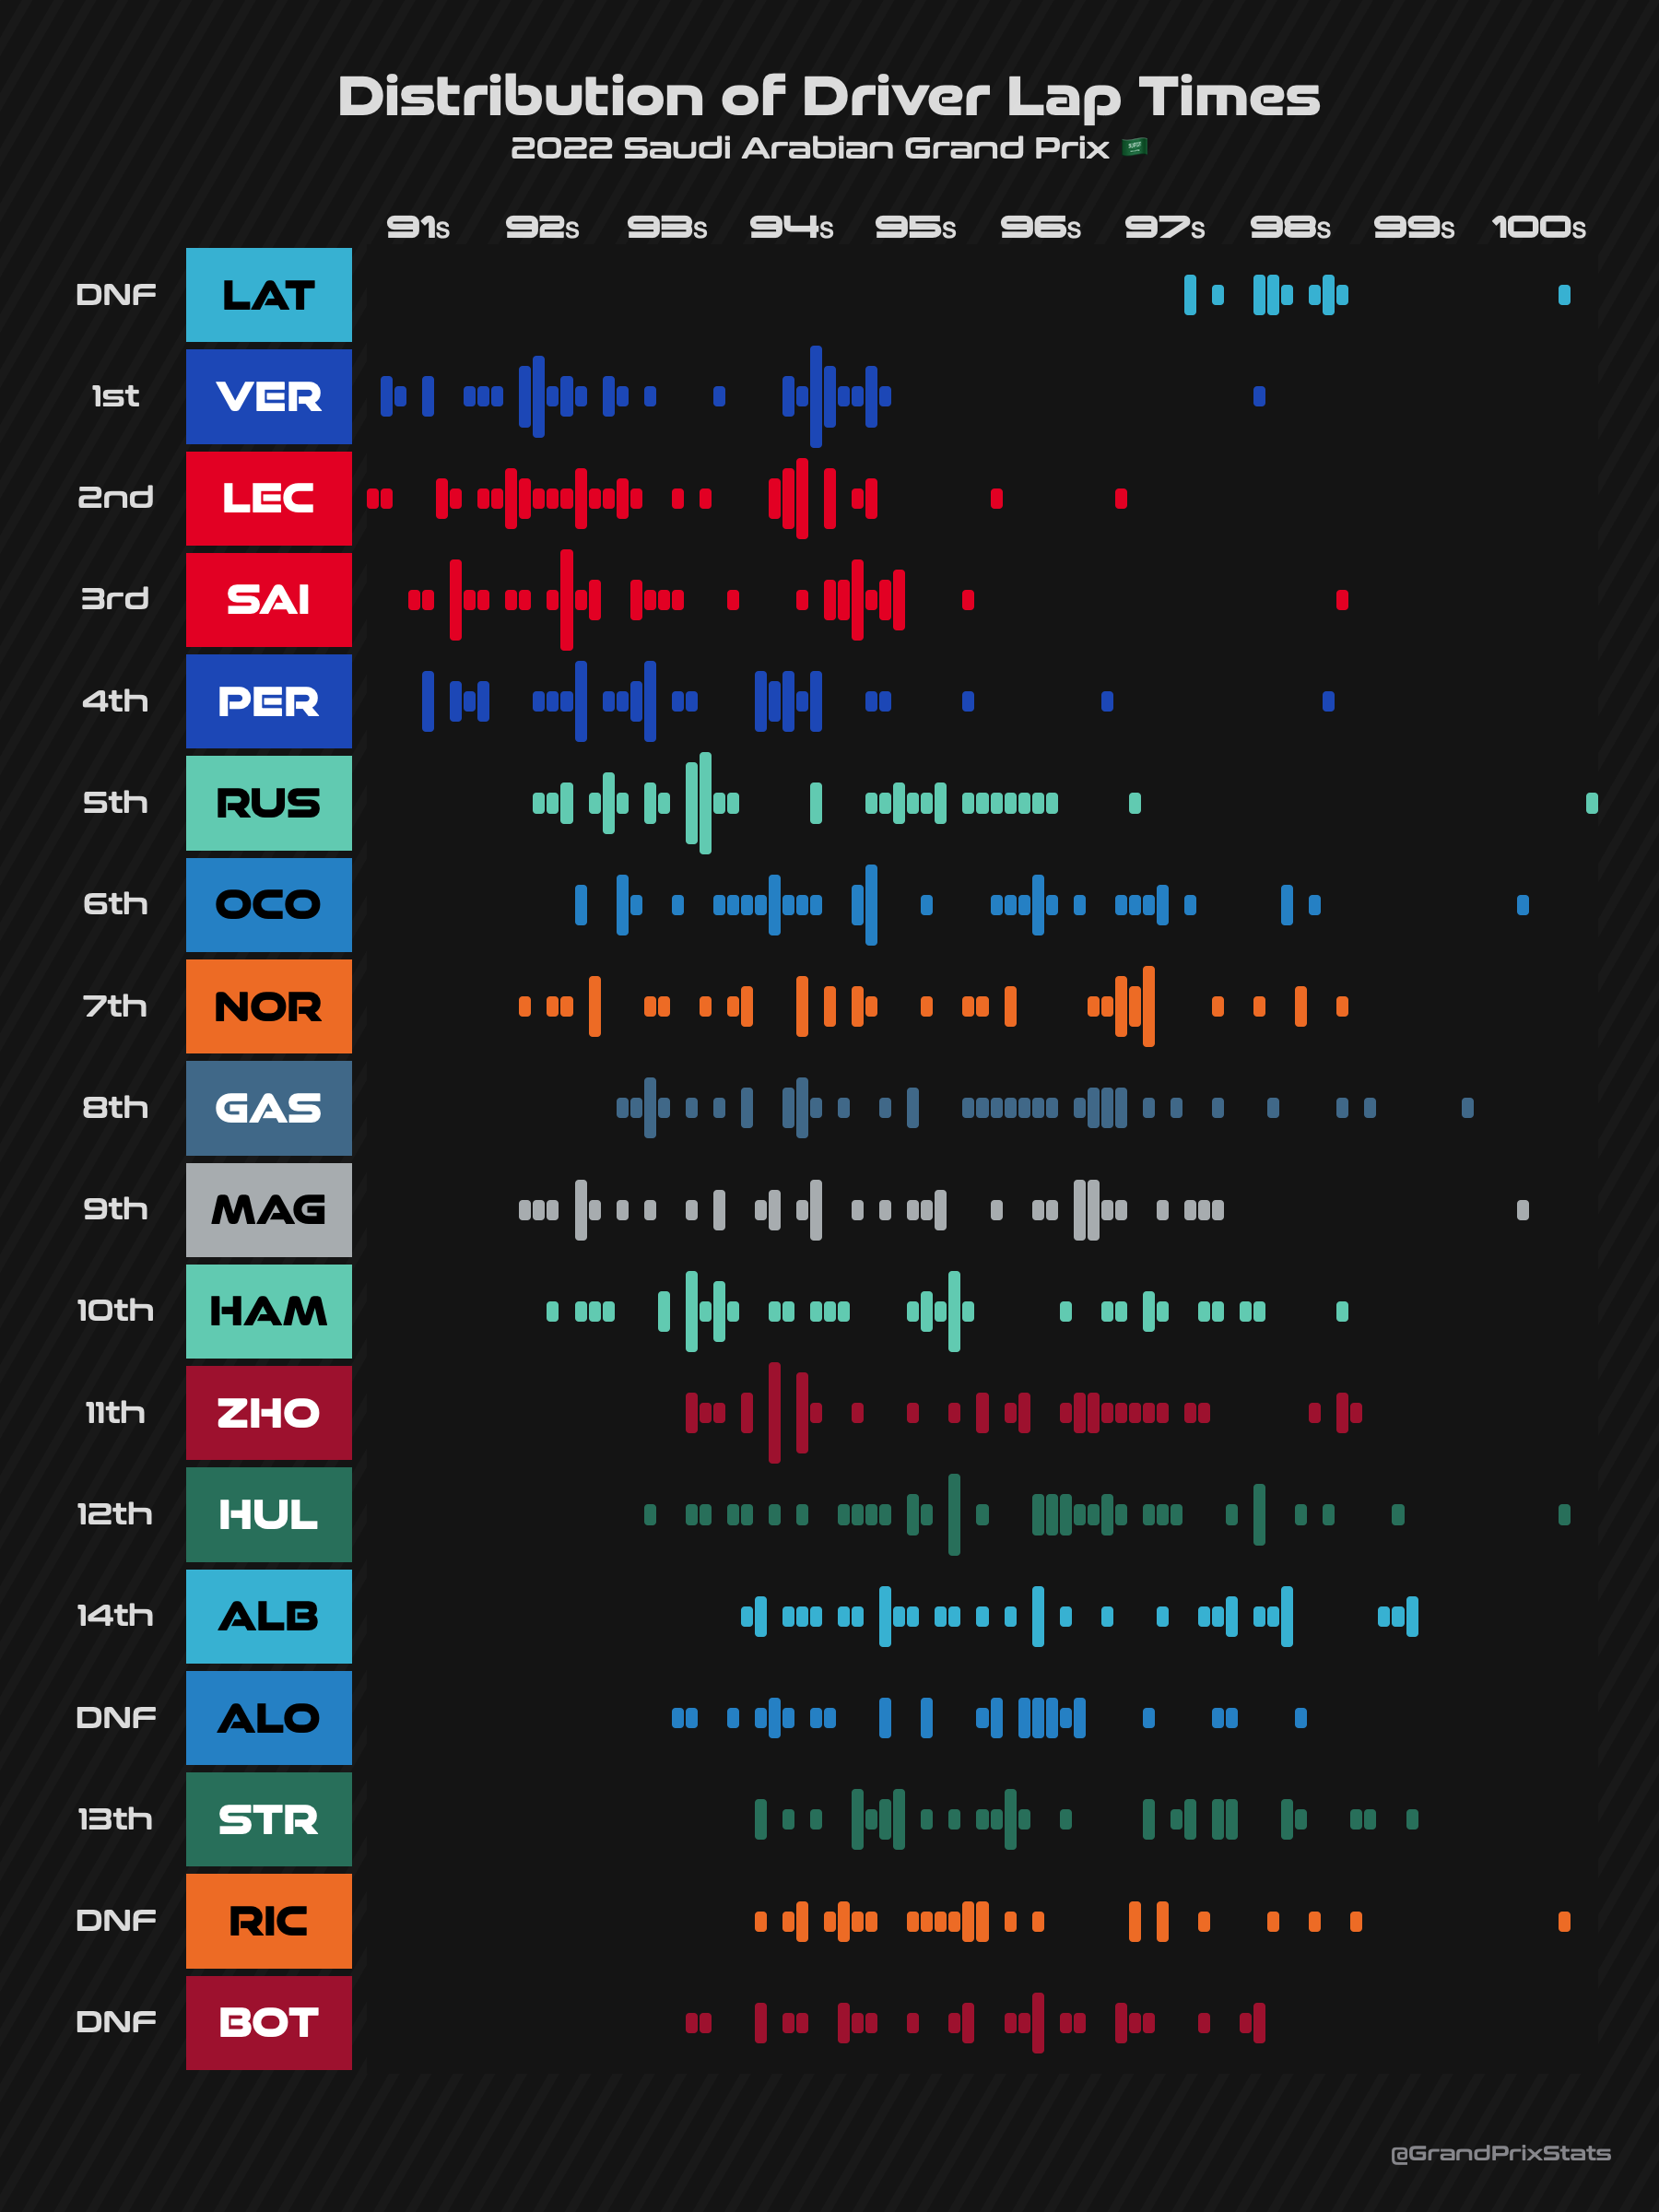 Distribution of Driver Lap Times
2022 Saudi Arabian Grand Prix 🇸🇦
91s 92s 93s 94s 95s 96s 97s 98s 99s 100s
DNF LAT
1st VER
2nd LEC
3rd SAI
4th PER
5th RUS
6th OCO
7th NOR
8th GAS
9th MAG
10th HAM
11th ZHO
12th HUL
14th ALB
DNF ALO
13th STR
DNF RIC
DNF BOT
@GrandPrixStats